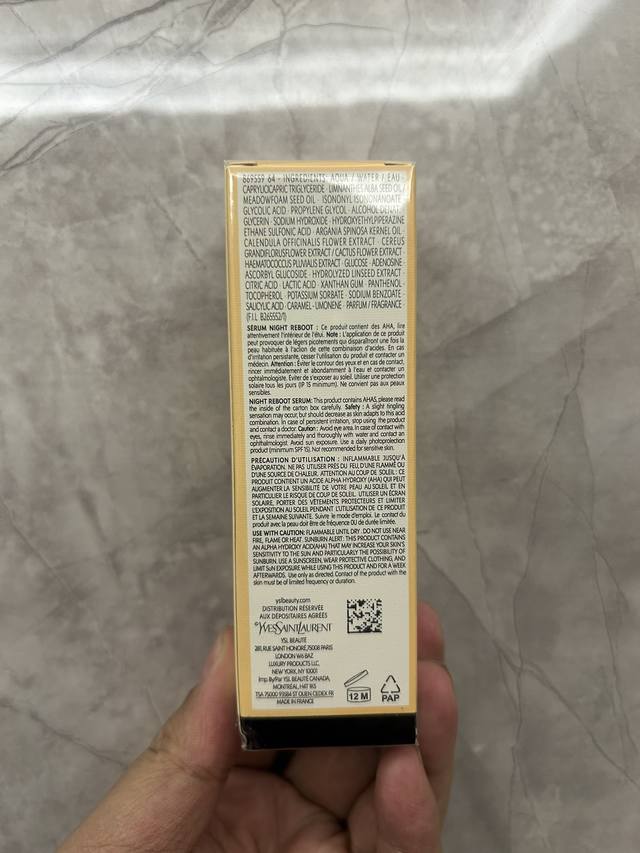 869559 64 - INGREDIENTS: AQUA / WATER / EAU ·
CAPRYLIC/CAPRIC TRIGLYCERIDE · LIMNANTHES ALBA SEED OIL /
MEADOWFOAM SEED OIL · ISONONYL ISONONANOATE
GLYCOLIC ACID · PROPYLENE GLYCOL · ALCOHOL DENAT.
GLYCERIN · SODIUM HYDROXIDE · HYDROXYETHYLPIPERAZINE
ETHANE SULFONIC ACID · ARGANIA SPINOSA KERNEL OIL ·
CALENDULA OFFICINALIS FLOWER EXTRACT · CEREUS
GRANDIFLORUS FLOWER EXTRACT / CACTUS FLOWER EXTRACT ·
HAEMATOCOCCUS PLUVIALIS EXTRACT · GLUCOSE · ADENOSINE ·
ASCORBYL GLUCOSIDE · HYDROLYZED LINSEED EXTRACT ·
CITRIC ACID · LACTIC ACID · XANTHAN GUM · PANTHENOL ·
TOCOPHEROL · POTASSIUM SORBATE · SODIUM BENZOATE ·
SALICYLIC ACID · CARAMEL · LIMONENE · PARFUM / FRAGRANCE
(F.I.L. B265552/1)
SÉRUM NIGHT REBOOT : Ce produit contient des AHA, lire
attentivement l'intérieur de l'étui. Note : L'application de ce produit
peut provoquer de légers picotements qui disparaîtront une fois la
peau habituée à l'action de cette combinaison d'acides. En cas
d'irritation persistante, cesser l'utilisation du produit et contacter un
médecin. Attention : Éviter le contour des yeux et en cas de contact,
rincer immédiatement et abondamment à l'eau et contacter un
ophtalmologiste. Éviter de s'exposer au soleil. Utiliser une protection
solaire tous les jours (IP 15 minimum). Ne convient pas aux peaux
sensibles.
NIGHT REBOOT SERUM: This product contains AHAS, please read
the inside of the carton box carefully. Safety : A slight tingling
sensation may occur, but should decrease as skin adapts to this acid
combination. In case of persistent irritation, stop using the product
and contact a doctor. Caution : Avoid eye area. In case of contact with
eyes, rinse immediately and thoroughly with water and contact an
ophthalmologist. Avoid sun exposure. Use a daily photoprotection
product (minimum SPF 15). Not recommended for sensitive skin.
PRÉCAUTION D'UTILISATION : INFLAMMABLE JUSQU'À
ÉVAPORATION. NE PAS UTILISER PRÈS DU FEU, D'UNE FLAMME OU
D'UNE SOURCE DE CHALEUR. ATTENTION AU COUP DE SOLEIL : CE
PRODUIT CONTIENT UN ACIDE ALPHA HYDROXY (AHA) QUI PEUT
AUGMENTER LA SENSIBILITÉ DE VOTRE PEAU AU SOLEIL ET EN
PARTICULIER LE RISQUE DE COUP DE SOLEIL. UTILISER UN ÉCRAN
SOLAIRE, PORTER DES VÊTEMENTS PROTECTEURS ET LIMITER
L'EXPOSITION AU SOLEIL PENDANT L'UTILISATION DE CE PRODUIT
ET LA SEMAINE SUIVANTE. Suivre le mode d'emploi. Le contact du
produit avec la peau doit être de fréquence OU de durée limitée.
USE WITH CAUTION: FLAMMABLE UNTIL DRY . DO NOT USE NEAR
FIRE, FLAME OR HEAT. SUNBURN ALERT: THIS PRODUCT CONTAINS
AN ALPHA HYDROXY ACID(AHA) THAT MAY INCREASE YOUR SKIN'S
SENSITIVITY TO THE SUN AND PARTICULARLY THE POSSIBILITY OF
SUNBURN. USE A SUNSCREEN, WEAR PROTECTIVE CLOTHING, AND
LIMIT SUN EXPOSURE WHILE USING THIS PRODUCT AND FOR A WEEK
AFTERWARDS. Use only as directed. Contact of the product with the
skin must be of limited frequency or duration.
yslbeauty.com
DISTRIBUTION RÉSERVÉE
AUX DÉPOSITAIRES AGRÉÉS
©YVESSAINTLAURENT
YSL BEAUTÉ
281, RUE SAINT HONORÉ,75008 PARIS
LONDON W6 8AZ
LUXURY PRODUCTS LLC,
NEW YORK, NY 10001
Imp. By/Par YSL BEAUTÉ CANADA,
MONTRÉAL, H4T 1K5
TSA 75000 93584 ST OUEN CEDEX FR
MADE IN FRANCE
12 M
PAP